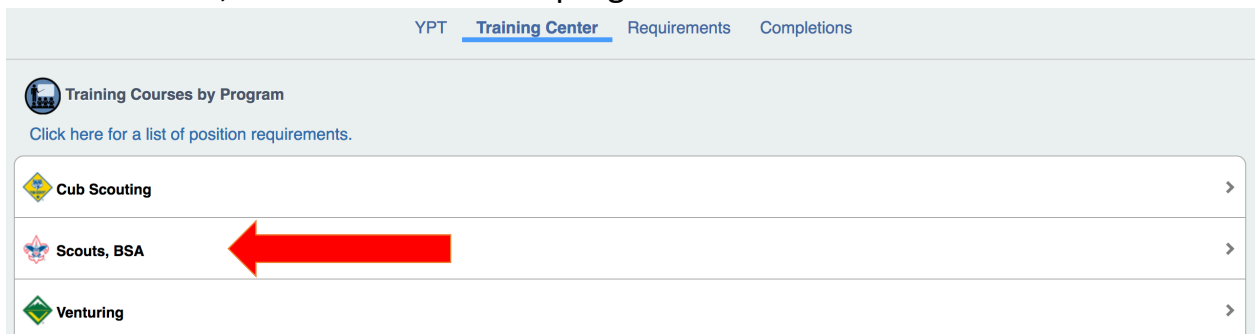 YPT Training Center Requirements Completions
Training Courses by Program
Click here for a list of position requirements.
Cub Scouting
Scouts, BSA
Venturing